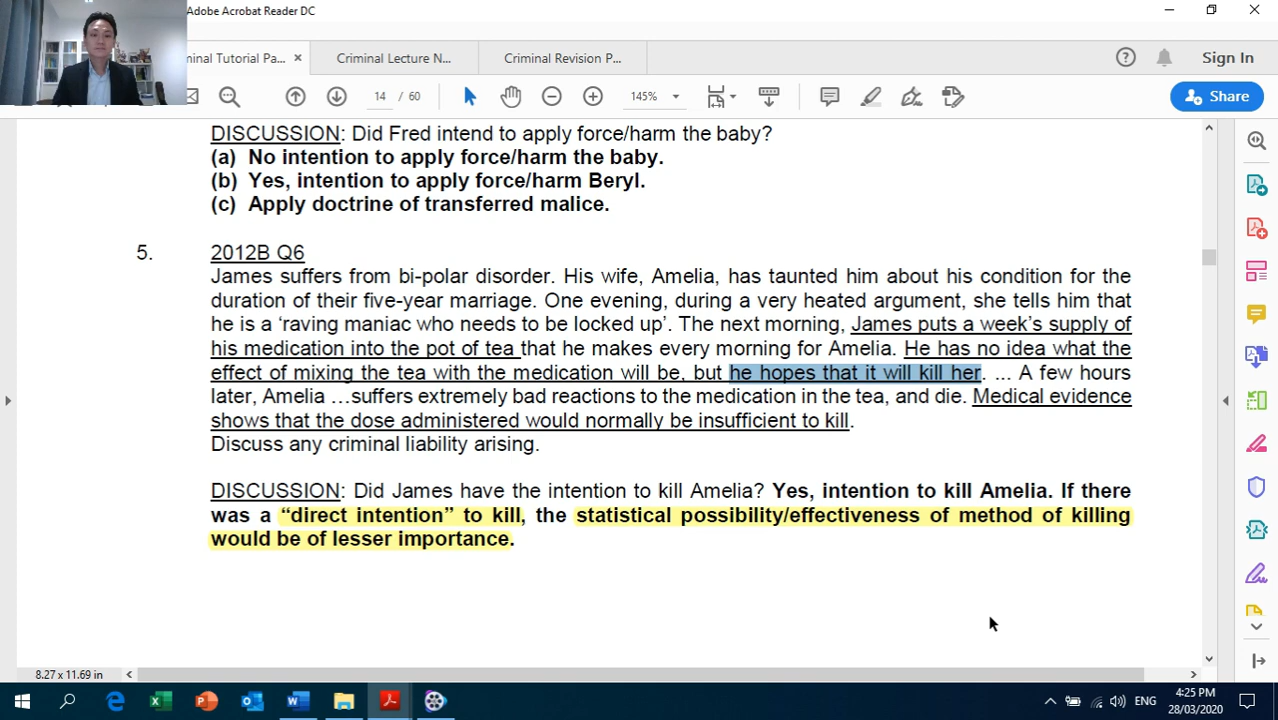 Adobe Acrobat Reader DC
minal Tutorial Pa...
Criminal Lecture N...
Criminal Revision P...
Sign In
14 / 60
145%
Share
DISCUSSION: Did Fred intend to apply force/harm the baby?
(a) No intention to apply force/harm the baby.
(b) Yes, intention to apply force/harm Beryl.
(c) Apply doctrine of transferred malice.
5. 2012B Q6
James suffers from bi-polar disorder. His wife, Amelia, has taunted him about his condition for the
duration of their five-year marriage. One evening, during a very heated argument, she tells him that
he is a ‘raving maniac who needs to be locked up’. The next morning, James puts a week’s supply of
his medication into the pot of tea that he makes every morning for Amelia. He has no idea what the
effect of mixing the tea with the medication will be, but he hopes that it will kill her. ... A few hours
later, Amelia ...suffers extremely bad reactions to the medication in the tea, and die. Medical evidence
shows that the dose administered would normally be insufficient to kill.
Discuss any criminal liability arising.
DISCUSSION: Did James have the intention to kill Amelia? Yes, intention to kill Amelia. If there
was a “direct intention” to kill, the statistical possibility/effectiveness of method of killing
would be of lesser importance.
8.27 x 11.69 in
ENG
4:25 PM
28/03/2020